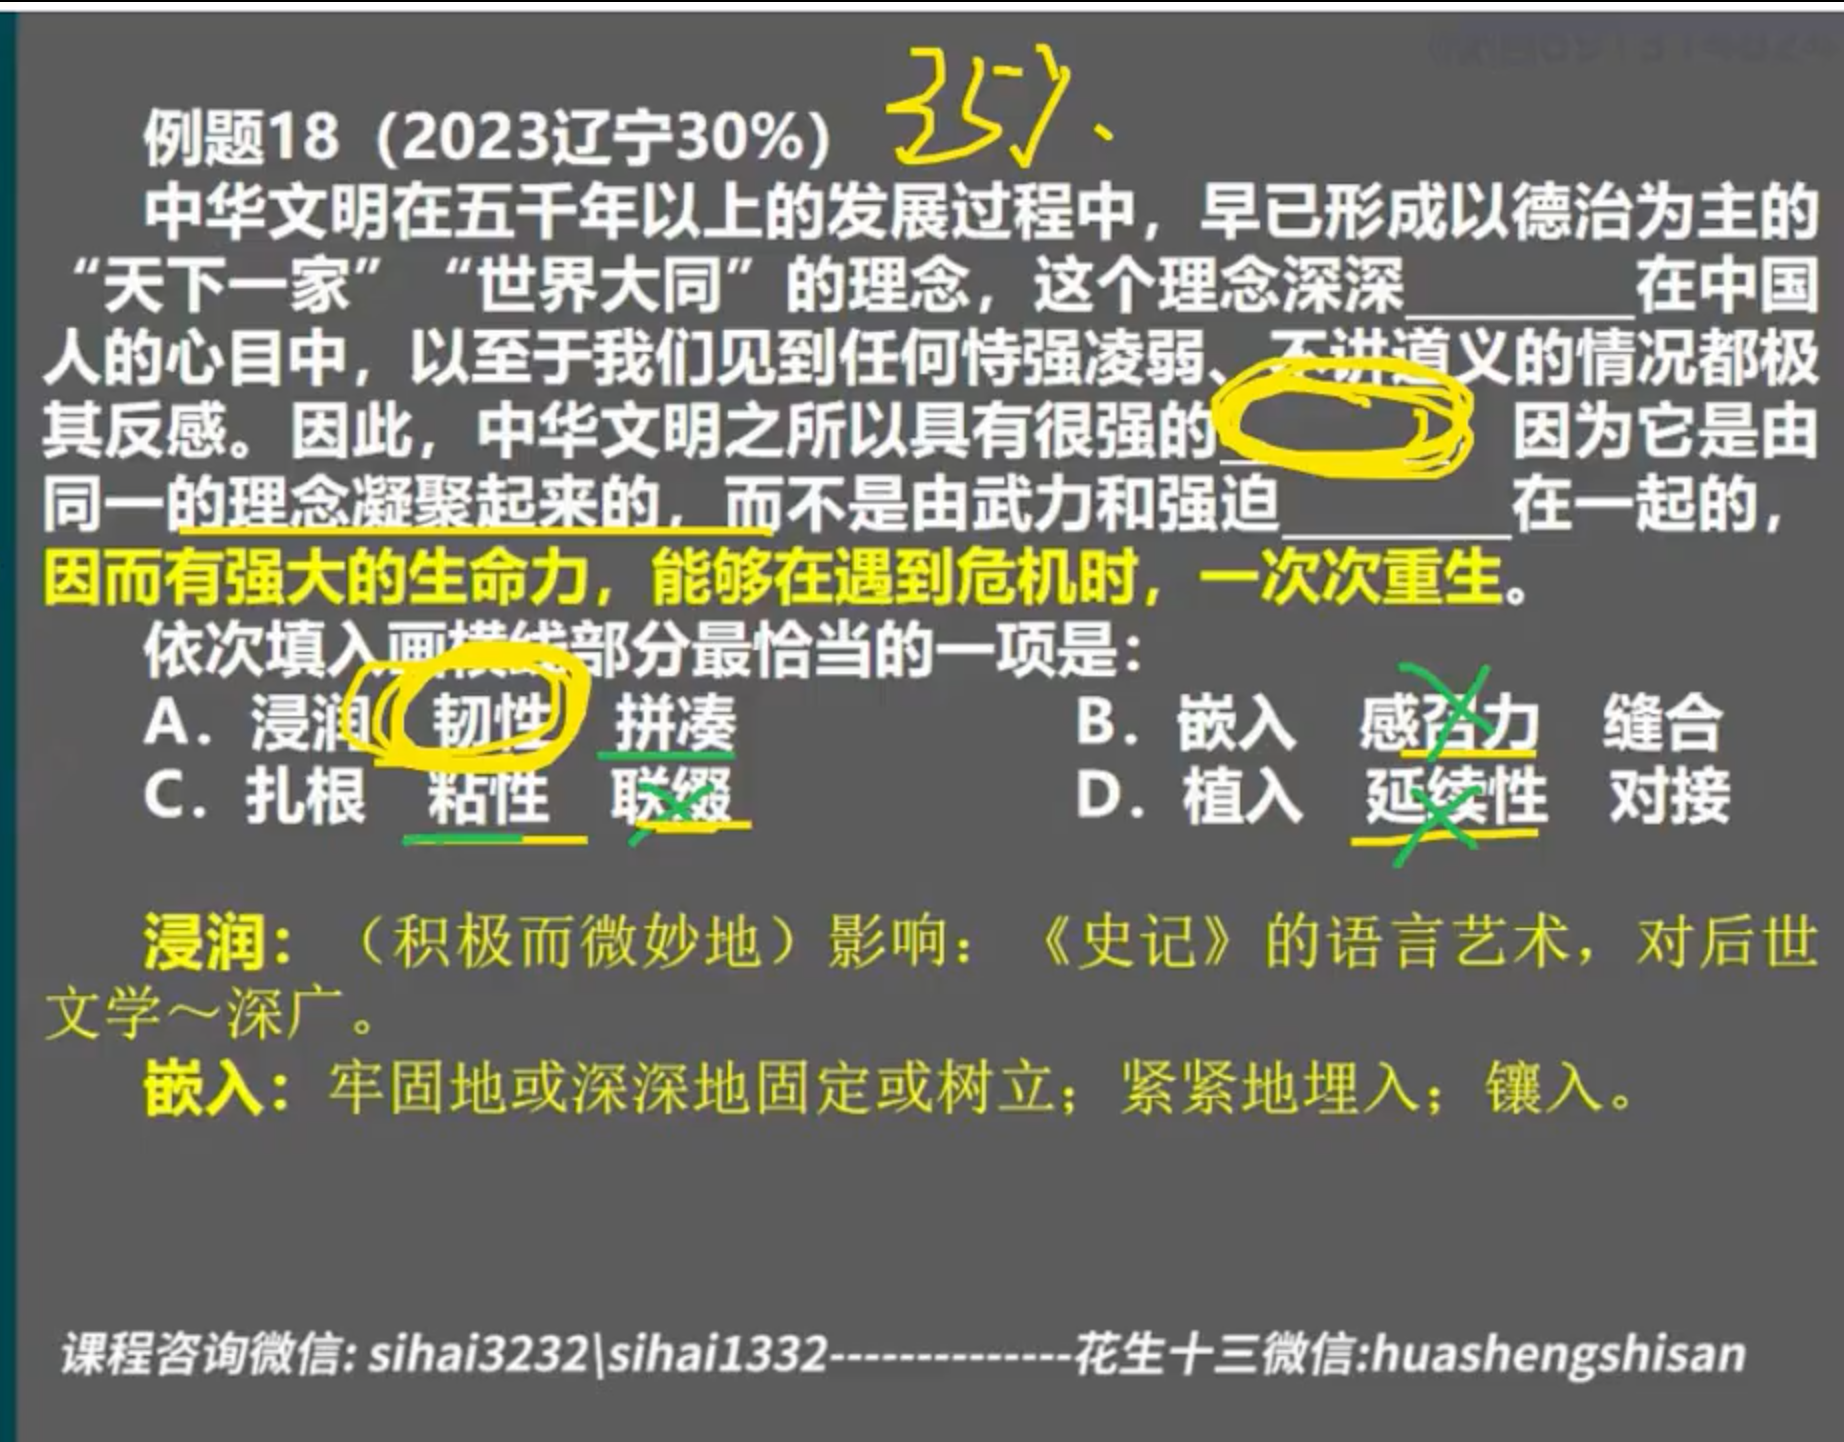 35%
例题18（2023辽宁30%）
中华文明在五千年以上的发展过程中，早已形成以德治为主的
“天下一家”“世界大同”的理念，这个理念深深________在中国
人的心目中，以至于我们见到任何恃强凌弱、不讲道义的情况都极
其反感。因此，中华文明之所以具有很强的________因为它是由
同一的理念凝聚起来的，而不是由武力和强迫________在一起的，
因而有强大的生命力，能够在遇到危机时，一次次重生。
依次填入画横线部分最恰当的一项是：
A．浸润 韧性 拼凑 B．嵌入 感召力 缝合
C．扎根 粘性 联缀 D．植入 延续性 对接
浸润：（积极而微妙地）影响：《史记》的语言艺术，对后世
文学～深广。
嵌入：牢固地或深深地固定或树立；紧紧地埋入；镶入。
课程咨询微信: sihai3232\sihai1332--------------花生十三微信:huashengshisan